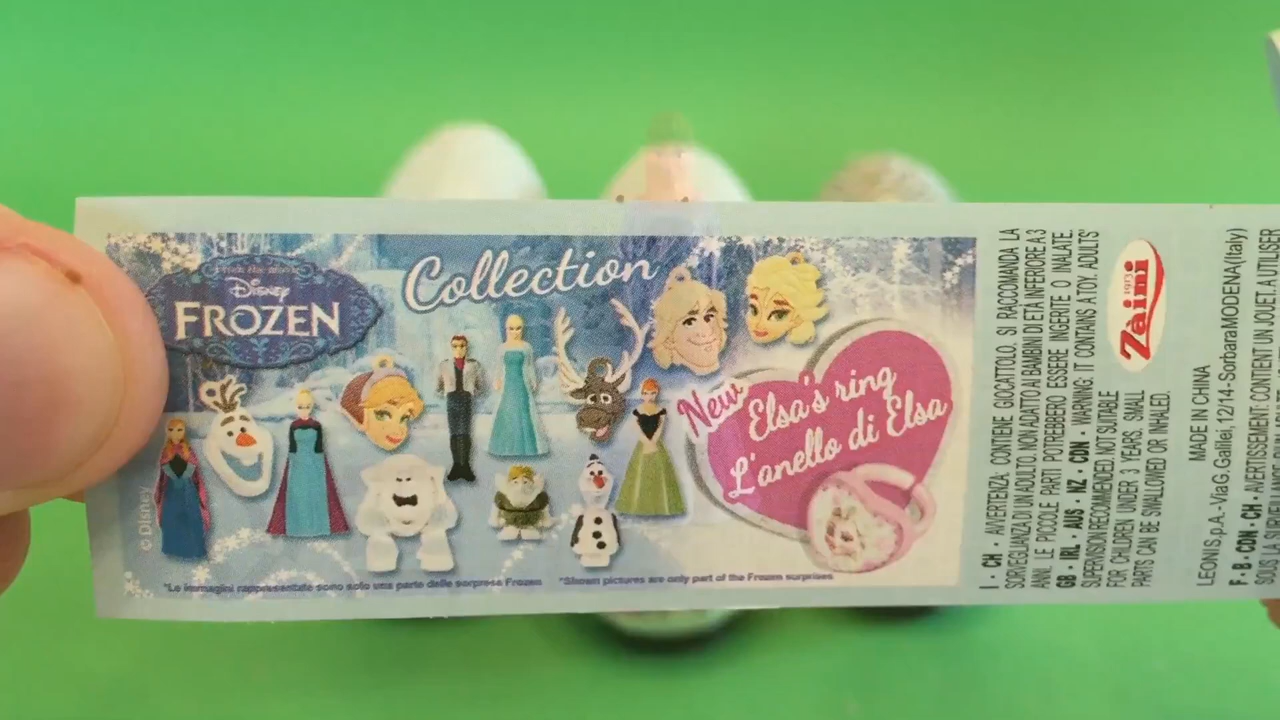 From the movie
Disney
FROZEN
Collection
New
Elsa's ring
L'anello di Elsa
© Disney
*Le immagini rappresentate sono solo una parte delle sorprese Frozen
*Shown pictures are only part of the Frozen surprises
I • CH • AVVERTENZA. CONTIENE GIOCATTOLO. SI RACCOMANDA LA
SORVEGLIANZA DI UN ADULTO. NON ADATTO AI BAMBINI DI ETÀ INFERIORE A 3
ANNI. LE PICCOLE PARTI POTREBBERO ESSERE INGERITE O INALATE.
GB • IRL • AUS • NZ • CDN • WARNING: IT CONTAINS A TOY. ADULTS'
SUPERVISION RECOMMENDED. NOT SUITABLE
FOR CHILDREN UNDER 3 YEARS. SMALL
PARTS CAN BE SWALLOWED OR INHALED.
Zaini
1913
MADE IN CHINA
LEONIS.p.A.-Via G.Galilei, 12/14-Sorbara MODENA (Italy)
F • B • CDN • CH • AVERTISSEMENT: CONTIENT UN JOUET, A UTILISER